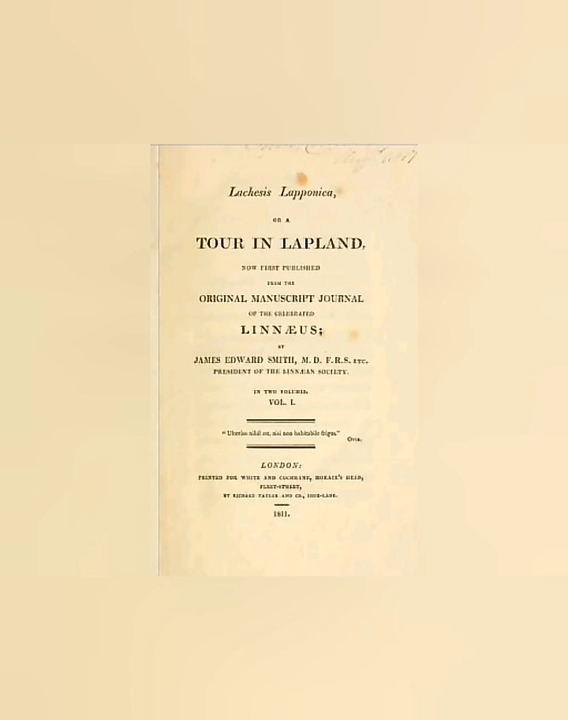 Lachesis Lapponica,
OR A
TOUR IN LAPLAND,
NOW FIRST PUBLISHED
FROM THE
ORIGINAL MANUSCRIPT JOURNAL
OF THE CELEBRATED
LINNÆUS;
BY
JAMES EDWARD SMITH, M. D. F. R. S. ETC.
PRESIDENT OF THE LINNÆAN SOCIETY.
IN TWO VOLUMES.
VOL. I.
"Ulterius nihil est, nisi non habitabile frigus."
OVID.
LONDON:
PRINTED FOR WHITE AND COCHRANE, HORACE'S HEAD,
FLEET-STREET,
BY RICHARD TAYLOR AND CO., SHOE-LANE.
1811.